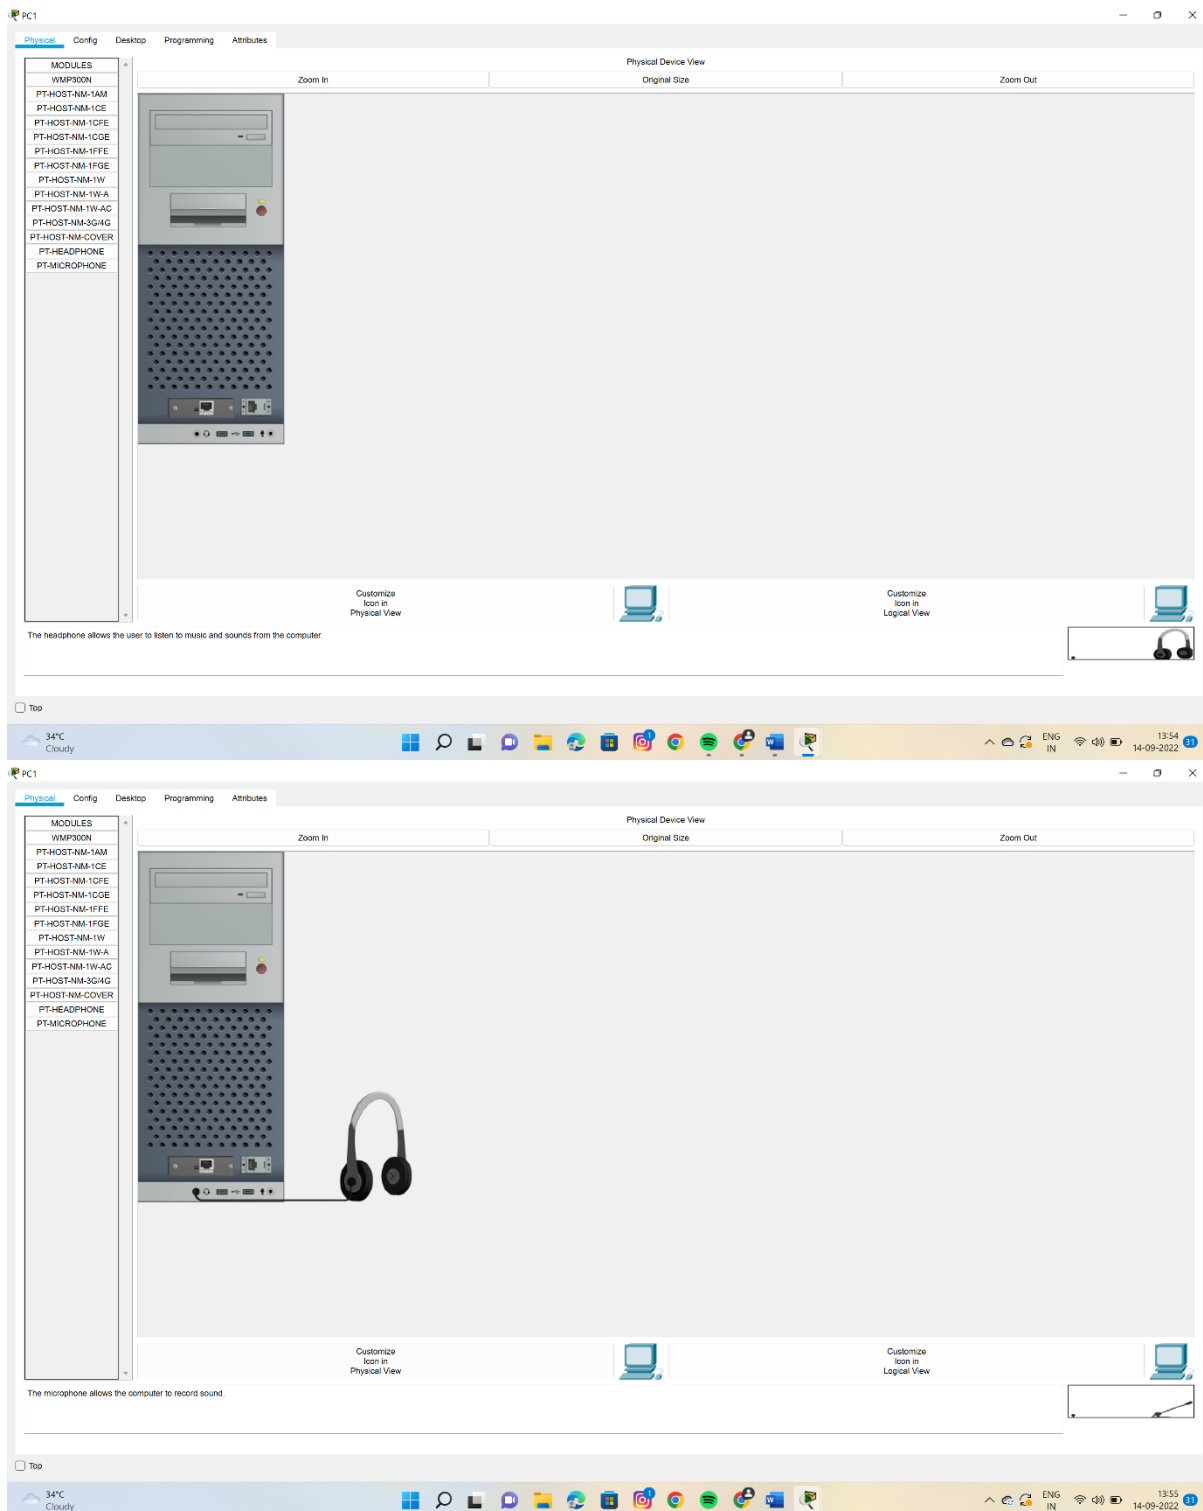 PC1
Physical Config Desktop Programming Attributes
MODULES
WMP300N
PT-HOST-NM-1AM
PT-HOST-NM-1CE
PT-HOST-NM-1CFE
PT-HOST-NM-1CGE
PT-HOST-NM-1FFE
PT-HOST-NM-1FGE
PT-HOST-NM-1W
PT-HOST-NM-1W-A
PT-HOST-NM-1W-AC
PT-HOST-NM-3G/4G
PT-HOST-NM-COVER
PT-HEADPHONE
PT-MICROPHONE
Physical Device View
Zoom In Original Size Zoom Out
Customize
Icon in
Physical View
Customize
Icon in
Logical View
The headphone allows the user to listen to music and sounds from the computer.
Top
34°C
Cloudy
1
ENG
IN
13:54
14-09-2022
31
PC1
Physical Config Desktop Programming Attributes
MODULES
WMP300N
PT-HOST-NM-1AM
PT-HOST-NM-1CE
PT-HOST-NM-1CFE
PT-HOST-NM-1CGE
PT-HOST-NM-1FFE
PT-HOST-NM-1FGE
PT-HOST-NM-1W
PT-HOST-NM-1W-A
PT-HOST-NM-1W-AC
PT-HOST-NM-3G/4G
PT-HOST-NM-COVER
PT-HEADPHONE
PT-MICROPHONE
Physical Device View
Zoom In Original Size Zoom Out
Customize
Icon in
Physical View
Customize
Icon in
Logical View
The microphone allows the computer to record sound.
Top
34°C
Cloudy
1
ENG
IN
13:55
14-09-2022
31